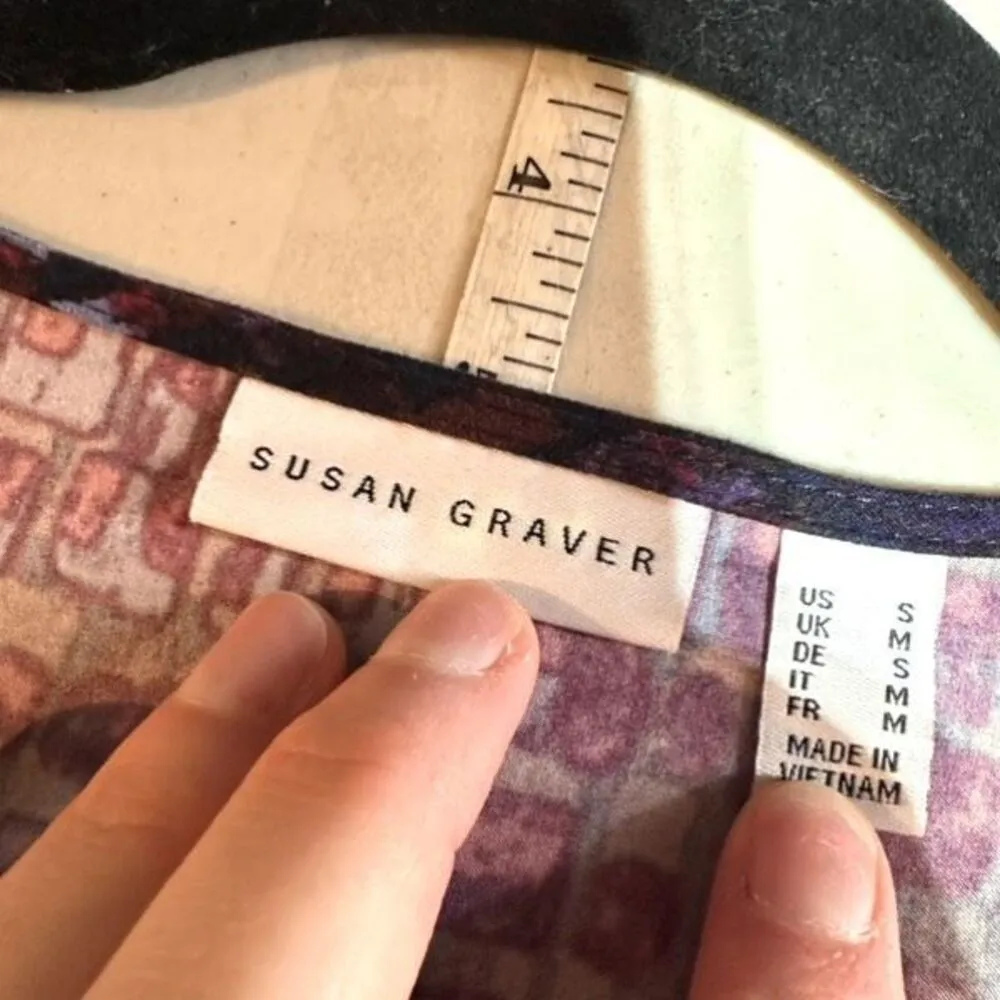 4
SUSAN GRAVER
US S
UK M
DE S
IT M
FR M
MADE IN
VIETNAM